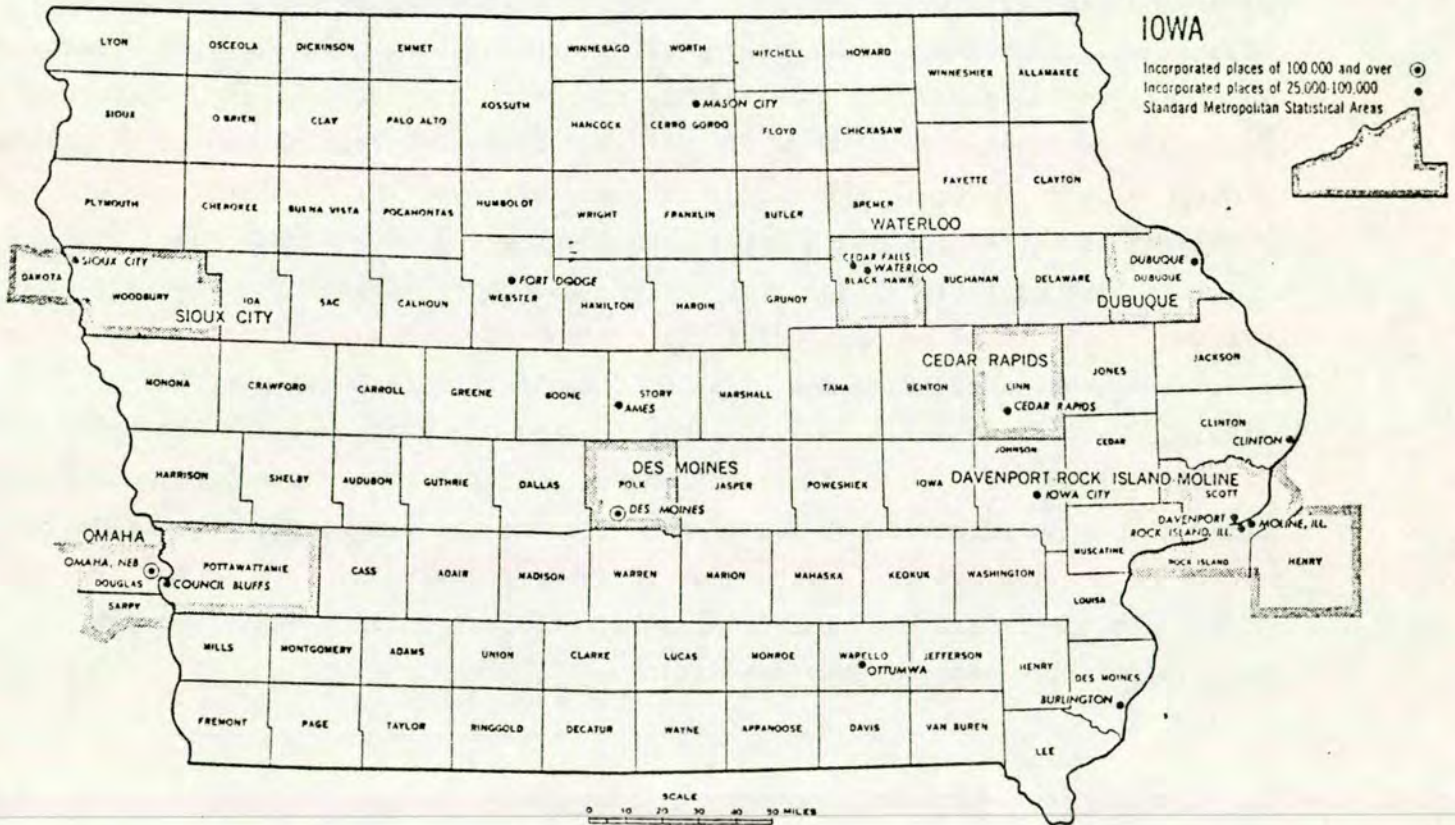 IOWA
Incorporated places of 100,000 and over
Incorporated places of 25,000-100,000
Standard Metropolitan Statistical Areas
LYON OSCEOLA DICKINSON EMMET WINNEBAGO WORTH MITCHELL HOWARD
WINNESHIEK ALLAMAKEE
KOSSUTH MASON CITY
SIOUX O'BRIEN CLAY PALO ALTO HANCOCK CERRO GORDO FLOYD CHICKASAW
FAYETTE CLAYTON
PLYMOUTH CHEROKEE BUENA VISTA POCAHONTAS HUMBOLDT WRIGHT FRANKLIN BUTLER BREMER
WATERLOO
SIOUX CITY CEDAR FALLS DUBUQUE
DAKOTA FORT DODGE WATERLOO DUBUQUE
WOODBURY IDA SAC CALHOUN WEBSTER HAMILTON HARDIN GRUNDY BLACK HAWK BUCHANAN DELAWARE
SIOUX CITY DUBUQUE
CEDAR RAPIDS JACKSON
MONONA CRAWFORD CARROLL GREENE BOONE STORY MARSHALL TAMA BENTON LINN JONES
AMES CEDAR RAPIDS
CLINTON
CEDAR CLINTON
JOHNSON
HARRISON SHELBY AUDUBON GUTHRIE DALLAS DES MOINES
POLK JASPER POWESHIEK IOWA DAVENPORT-ROCK ISLAND-MOLINE
IOWA CITY SCOTT
DES MOINES
DAVENPORT MOLINE, ILL.
ROCK ISLAND, ILL.
OMAHA
MUSCATINE
OMAHA, NEB POTTAWATTAMIE CASS ADAIR MADISON WARREN MARION MAHASKA KEOKUK WASHINGTON ROCK ISLAND HENRY
DOUGLAS COUNCIL BLUFFS
SARPY LOUISA
MILLS MONTGOMERY ADAMS UNION CLARKE LUCAS MONROE WAPELLO JEFFERSON HENRY
OTTUMWA
DES MOINES
BURLINGTON
FREMONT PAGE TAYLOR RINGGOLD DECATUR WAYNE APPANOOSE DAVIS VAN BUREN
LEE
SCALE
0 10 20 30 40 50 MILES